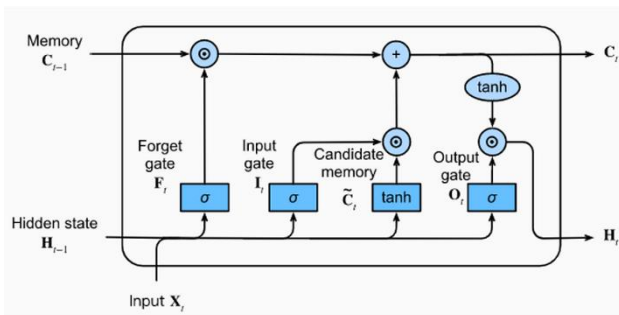 Memory
C_{t-1}
C_t
tanh
Forget
gate
F_t
Input
gate
I_t
Candidate
memory
C̃_t
Output
gate
O_t
σ
σ
tanh
σ
Hidden state
H_{t-1}
H_t
Input X_t